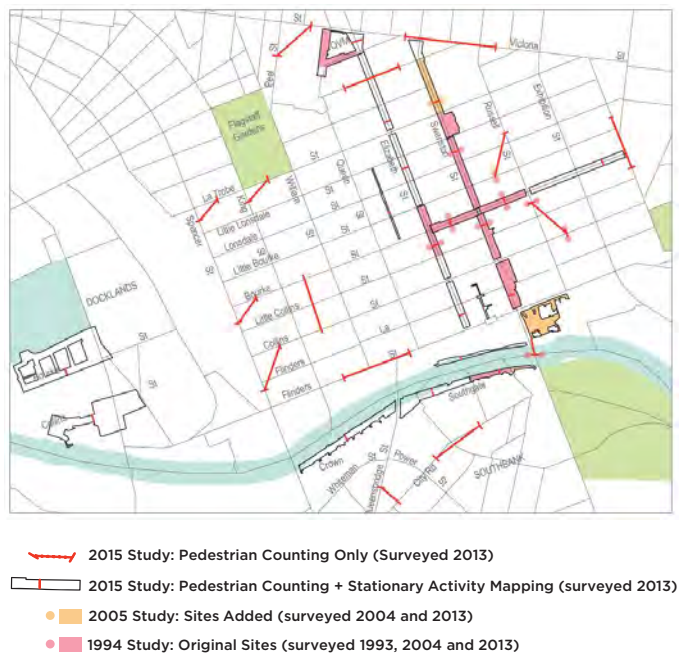 St
Victoria
St
Peel
St
QVM
Flagstaff
Gardens
Swanston
St
Russell
St
Exhibition
St
Elizabeth
St
Queen
St
William
St
King
St
Spencer
St
La Trobe
Little Lonsdale
Lonsdale
Little Bourke
Bourke
Little Collins
Collins
Flinders
La
Flinders
St
St
DOCKLANDS
St
St
Southgate
Crown
Whiteman
St
St
Power
Queensbridge
City Rd
St
SOUTHBANK
2015 Study: Pedestrian Counting Only (Surveyed 2013)
2015 Study: Pedestrian Counting + Stationary Activity Mapping (surveyed 2013)
2005 Study: Sites Added (surveyed 2004 and 2013)
1994 Study: Original Sites (surveyed 1993, 2004 and 2013)